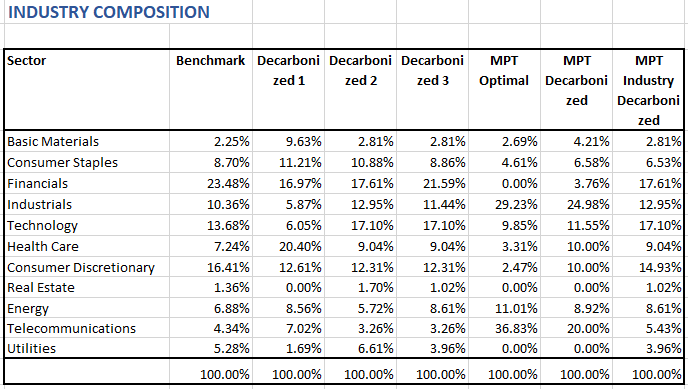 INDUSTRY COMPOSITION
Sector Benchmark Decarboni Decarboni Decarboni MPT MPT MPT
zed 1 zed 2 zed 3 Optimal Decarboni Industry
zed Decarboni
zed
Basic Materials 2.25% 9.63% 2.81% 2.81% 2.69% 4.21% 2.81%
Consumer Staples 8.70% 11.21% 10.88% 8.86% 4.61% 6.58% 6.53%
Financials 23.48% 16.97% 17.61% 21.59% 0.00% 3.76% 17.61%
Industrials 10.36% 5.87% 12.95% 11.44% 29.23% 24.98% 12.95%
Technology 13.68% 6.05% 17.10% 17.10% 9.85% 11.55% 17.10%
Health Care 7.24% 20.40% 9.04% 9.04% 3.31% 10.00% 9.04%
Consumer Discretionary 16.41% 12.61% 12.31% 12.31% 2.47% 10.00% 14.93%
Real Estate 1.36% 0.00% 1.70% 1.02% 0.00% 0.00% 1.02%
Energy 6.88% 8.56% 5.72% 8.61% 11.01% 8.92% 8.61%
Telecommunications 4.34% 7.02% 3.26% 3.26% 36.83% 20.00% 5.43%
Utilities 5.28% 1.69% 6.61% 3.96% 0.00% 0.00% 3.96%
100.00% 100.00% 100.00% 100.00% 100.00% 100.00% 100.00%